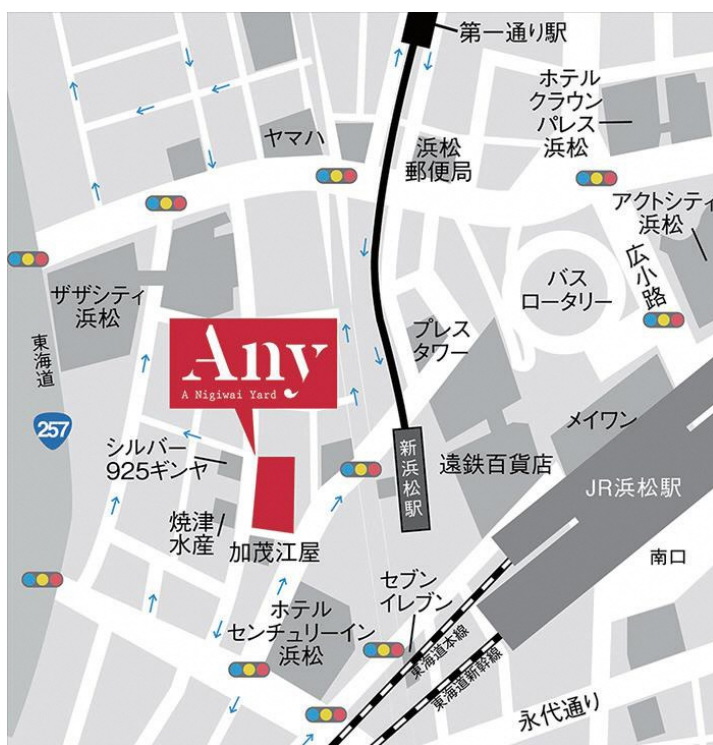 第一通り駅
ホテル
クラウン
パレス
浜松
ヤマハ
浜松
郵便局
アクトシティ
浜松
ザザシティ
浜松
バス
ロータリー
広小路
東海道
257
Any
A Nigiwai Yard
プレス
タワー
メイワン
シルバー
925ギンヤ
新浜松駅
遠鉄百貨店
JR浜松駅
焼津
水産
加茂江屋
南口
セブン
イレブン
ホテル
センチュリーイン
浜松
東海道本線
東海道新幹線
永代通り